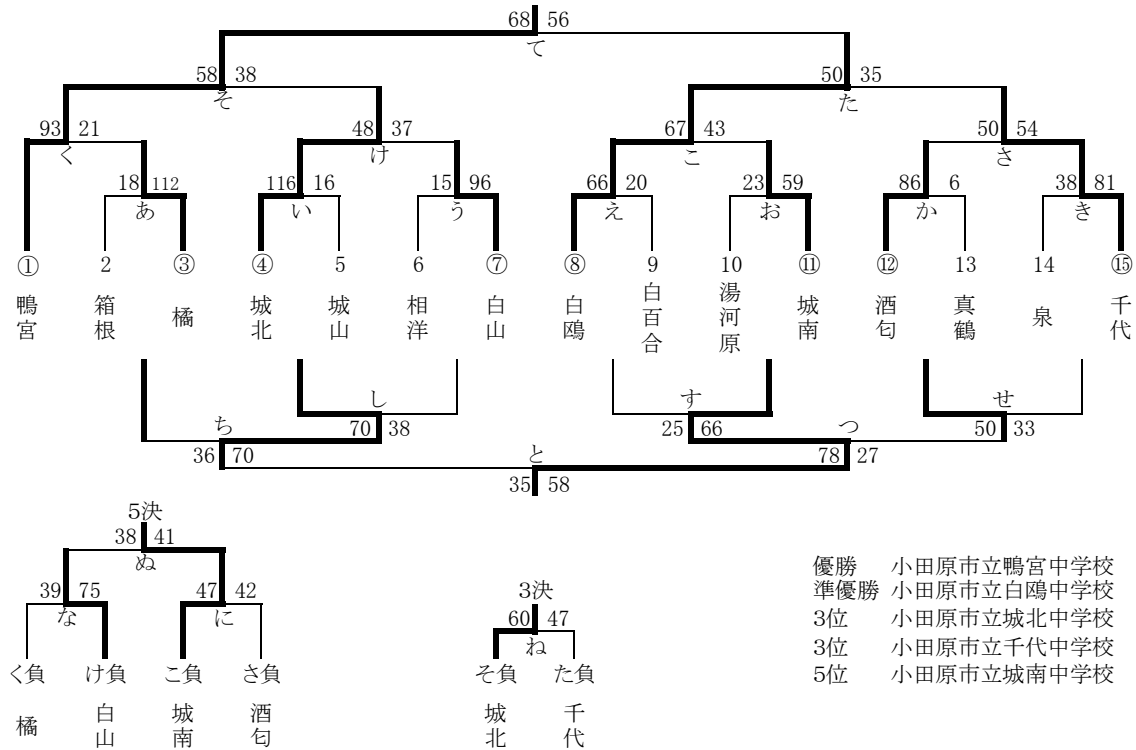 68 56
て
58 38
50 35
そ
た
93 21
48 37
67 43
50 54
く
け
こ
さ
18 112
116 16
15 96
66 20
23 59
86 6
38 81
あ
い
う
え
お
か
き
① 2 ③ ④ 5 6 ⑦ ⑧ 9 10 ⑪ ⑫ 13 14 ⑮
鴨宮
箱根
橘
城北
城山
相洋
白山
白鴎
白百合
湯河原
城南
酒匂
真鶴
泉
千代
し
す
せ
70 38
25 66
50 33
ち
つ
36 70
78 27
と
35 58
5決
38 41
ぬ
39 75
47 42
な
に
く負 け負 こ負 さ負
橘
白山
城南
酒匂
3決
60 47
ね
そ負 た負
城北
千代
優勝 小田原市立鴨宮中学校
準優勝 小田原市立白鴎中学校
3位 小田原市立城北中学校
3位 小田原市立千代中学校
5位 小田原市立城南中学校